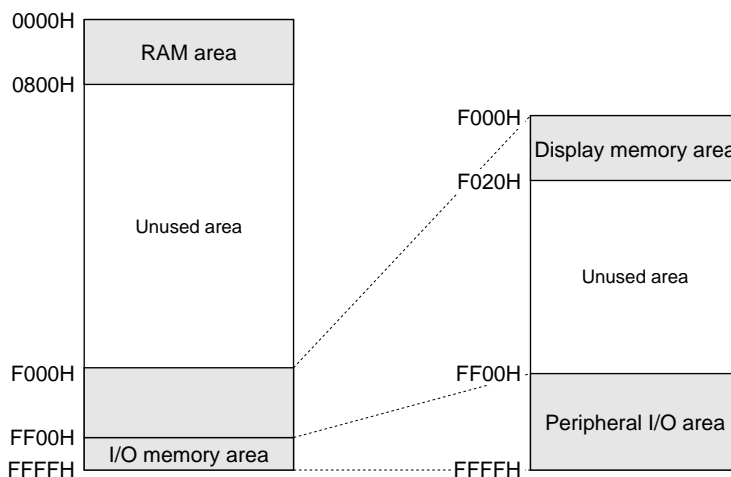 0000H
RAM area
0800H
Unused area
F000H
FF00H
I/O memory area
FFFFH
F000H
Display memory area
F020H
Unused area
FF00H
Peripheral I/O area
FFFFH